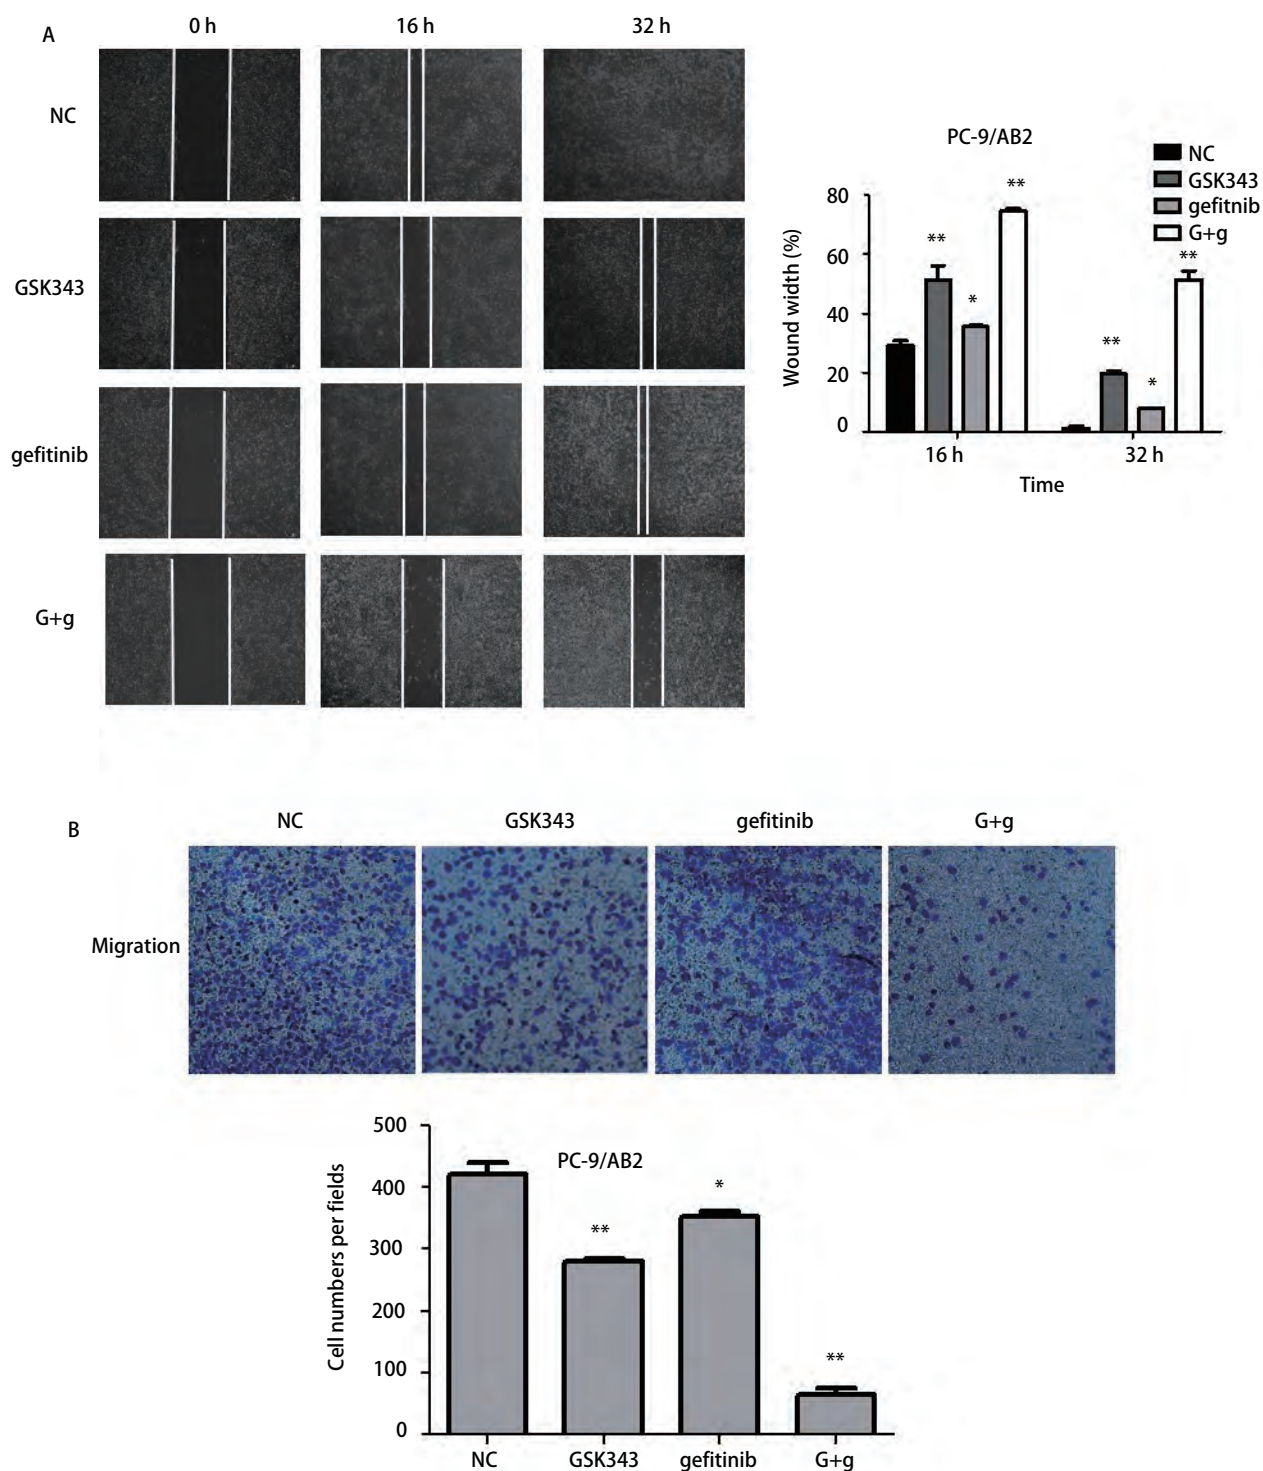 A
0 h
16 h
32 h
NC
GSK343
gefitinib
G+g
PC-9/AB2
NC
GSK343
gefitnib
G+g
Wound width (%)
80
60
40
20
0
**
*
**
**
*
**
16 h
32 h
Time
B
NC
GSK343
gefitinib
G+g
Migration
PC-9/AB2
Cell numbers per fields
500
400
300
200
100
0
**
*
**
NC
GSK343
gefitinib
G+g